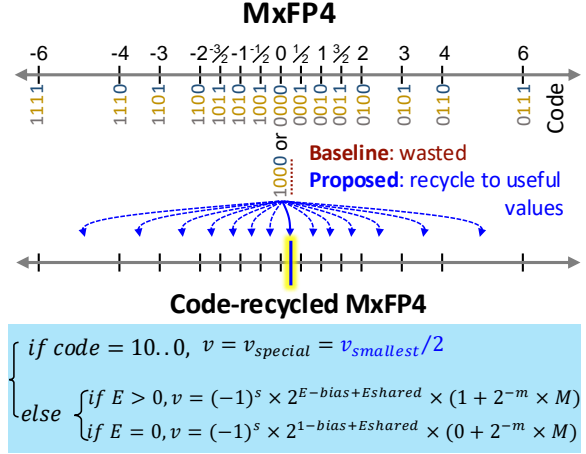 MxFP4
-6 -4 -3 -2 -3/2 -1 -1/2 0 1/2 1 3/2 2 3 4 6
1111 1110 1101 1100 1011 1010 1001 0000 0001 0010 0011 0100 0101 0110 0111 Code
1000 or
Baseline: wasted
Proposed: recycle to useful
values
Code-recycled MxFP4
if code = 10..0, v = v_special = v_smallest/2
else
if E > 0, v = (-1)^s × 2^(E-bias+Eshared) × (1 + 2^-m × M)
if E = 0, v = (-1)^s × 2^(1-bias+Eshared) × (0 + 2^-m × M)